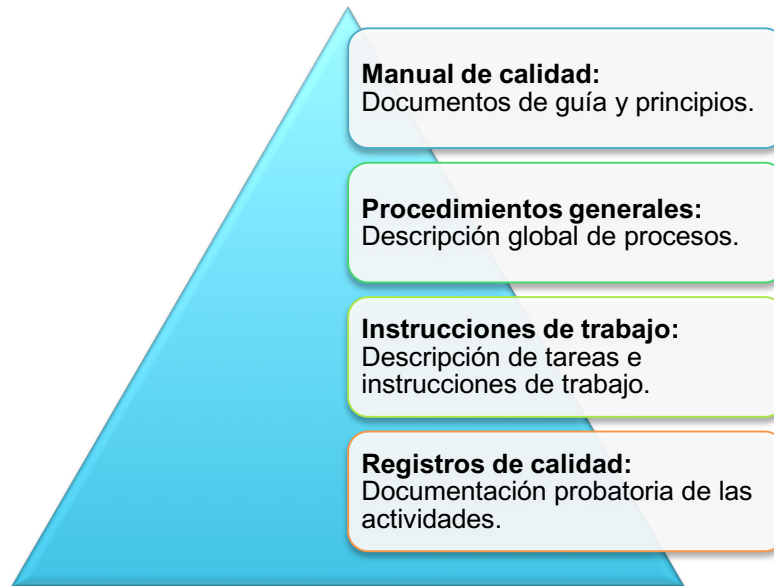 Manual de calidad:
Documentos de guía y principios.
Procedimientos generales:
Descripción global de procesos.
Instrucciones de trabajo:
Descripción de tareas e
instrucciones de trabajo.
Registros de calidad:
Documentación probatoria de las
actividades.